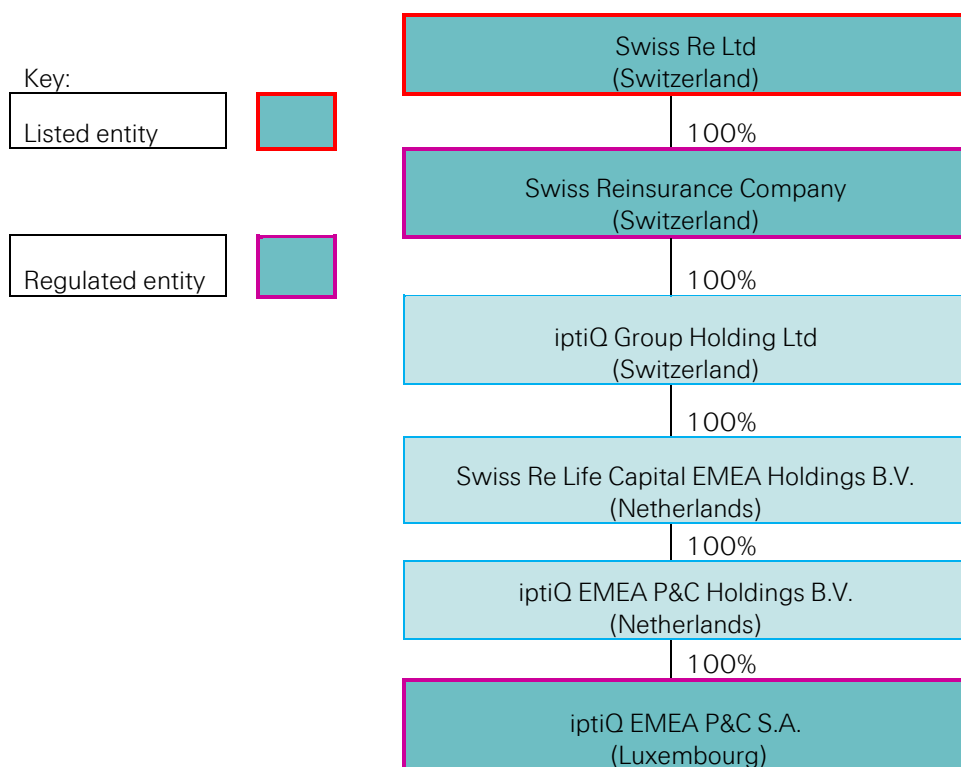 Key:
Listed entity
Regulated entity
Swiss Re Ltd
(Switzerland)
100%
Swiss Reinsurance Company
(Switzerland)
100%
iptiQ Group Holding Ltd
(Switzerland)
100%
Swiss Re Life Capital EMEA Holdings B.V.
(Netherlands)
100%
iptiQ EMEA P&C Holdings B.V.
(Netherlands)
100%
iptiQ EMEA P&C S.A.
(Luxembourg)